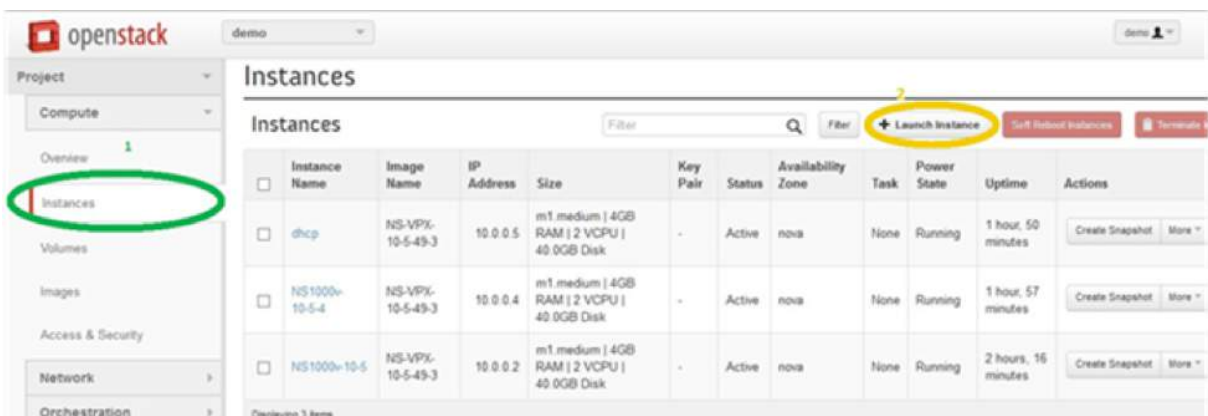 openstack
demo
demo
Project
Instances
Compute
2
Instances
Filter
Filter
+ Launch Instance
Soft Reboot Instances
Terminate
Overview
1
Instances
Volumes
Images
Access & Security
Network
Orchestration
Instance Name
Image Name
IP Address
Size
Key Pair
Status
Availability Zone
Task
Power State
Uptime
Actions
dhcp
NS-VPX-
10-5-49-3
10.0.0.5
m1.medium | 4GB
RAM | 2 VCPU |
40.0GB Disk
-
Active
nova
None
Running
1 hour, 50
minutes
Create Snapshot
More
NS1000v-
10-5-4
NS-VPX-
10-5-49-3
10.0.0.4
m1.medium | 4GB
RAM | 2 VCPU |
40.0GB Disk
-
Active
nova
None
Running
1 hour, 57
minutes
Create Snapshot
More
NS1000v-10-5
NS-VPX-
10-5-49-3
10.0.0.2
m1.medium | 4GB
RAM | 2 VCPU |
40.0GB Disk
-
Active
nova
None
Running
2 hours, 16
minutes
Create Snapshot
More
Displaying 3 items